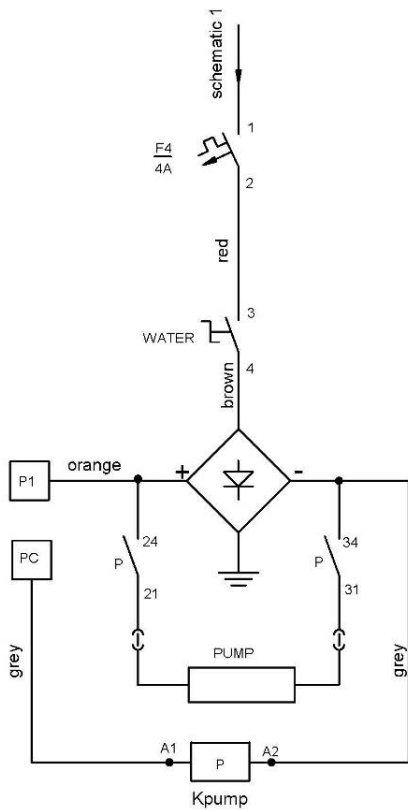 schematic 1
1
F4
4A
2
red
3
WATER
4
brown
orange
+
-
P1
24
34
PC
P
P
21
31
PUMP
grey
grey
A1
P
A2
Kpump